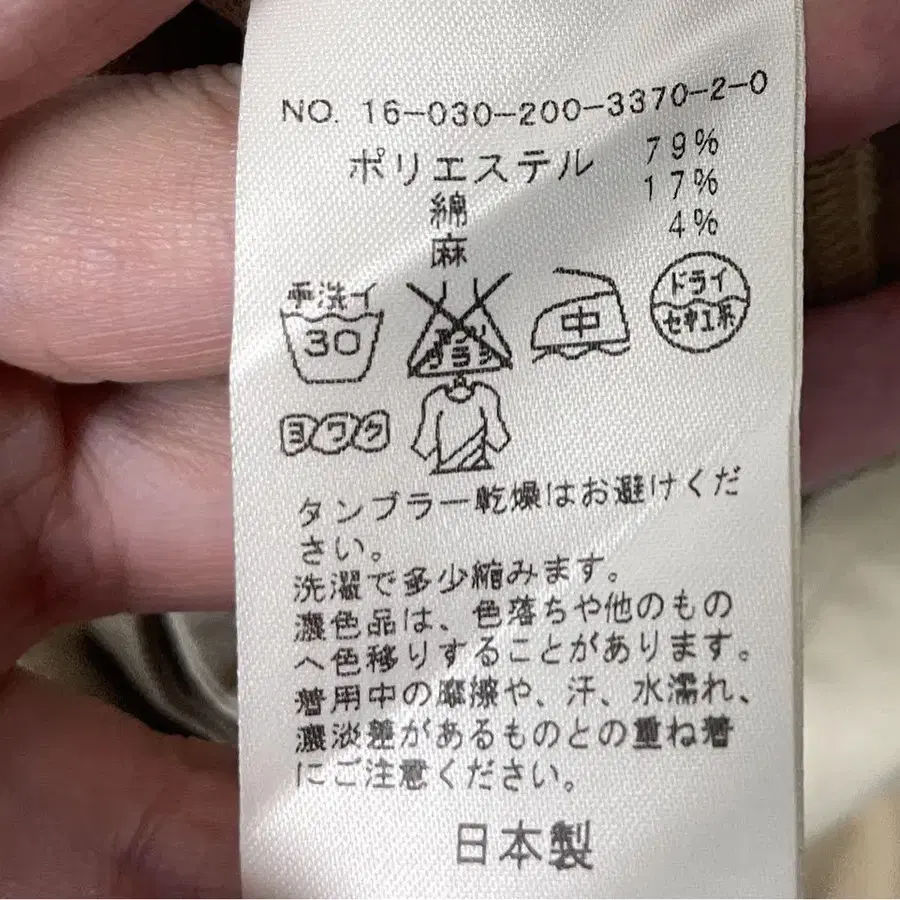 NO. 16-030-200-3370-2-0
ポリエステル 79%
綿 17%
麻 4%
手洗イ
30
エンソ
サラシ
中
ドライ
セキユ系
ヨワク
タンブラー乾燥はお避けくだ
さい。
洗濯で多少縮みます。
濃色品は、色落ちや他のもの
へ色移りすることがあります。
着用中の摩擦や、汗、水濡れ、
濃淡差があるものとの重ね着
にご注意ください。
日本製